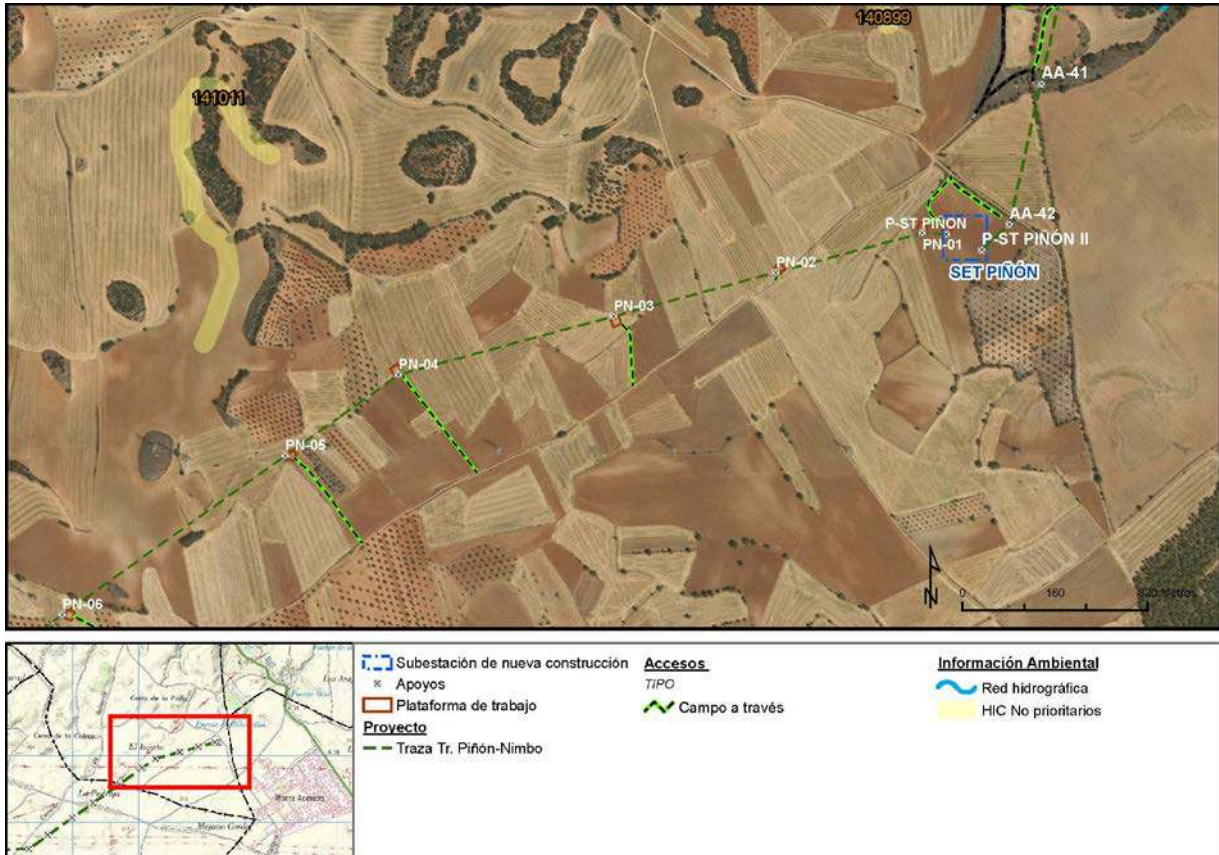 140899
141011
AA-41
AA-42
P-ST PIÑON
PN-01
P-ST PIÑÓN II
SET PIÑÓN
PN-02
PN-03
PN-04
PN-05
PN-06
N
0 160 320 Metros
Subestación de nueva construcción
Apoyos
Plataforma de trabajo
Proyecto
Traza Tr. Piñón-Nimbo
Accesos
TIPO
Campo a través
Información Ambiental
Red hidrográfica
HIC No prioritarios